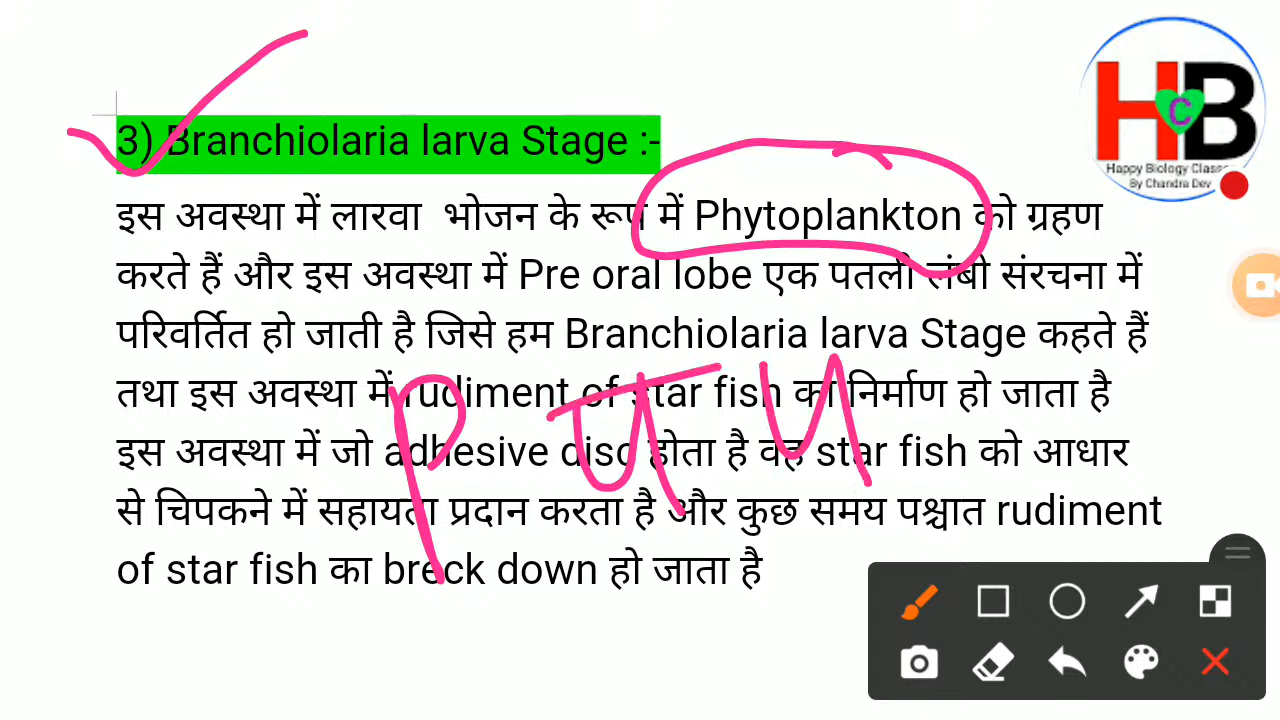 3) Branchiolaria larva Stage :-
इस अवस्था में लारवा भोजन के रूप में Phytoplankton को ग्रहण
करते हैं और इस अवस्था में Pre oral lobe एक पतली लंबी संरचना में
परिवर्तित हो जाती है जिसे हम Branchiolaria larva Stage कहते हैं
तथा इस अवस्था में rudiment of star fish का निर्माण हो जाता है
इस अवस्था में जो adhesive disc होता है वह star fish को आधार
से चिपकने में सहायता प्रदान करता है और कुछ समय पश्चात rudiment
of star fish का breck down हो जाता है
HCB
Happy Biology Classe
By Chandra Dev